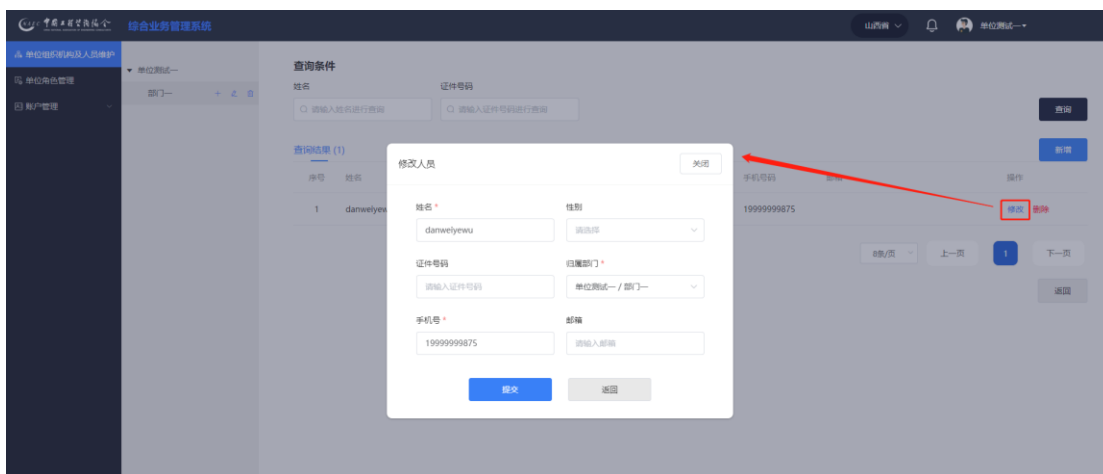 综合业务管理系统
山西省
单位测试一
单位组织机构及人员维护
单位角色管理
账户管理
单位测试一
部门一
查询条件
姓名 证件号码
请输入姓名进行查询 请输入证件号码进行查询
查询
查询结果 (1)
新增
序号 姓名 手机号码 操作
1 danweiyew 19999999875 修改 删除
8条/页 上一页 1 下一页
返回
修改人员 关闭
姓名 * 性别
danweiyewu 请选择
证件号码 归属部门 *
请输入证件号码 单位测试一 / 部门一
手机号 * 邮箱
19999999875 请输入邮箱
提交 返回